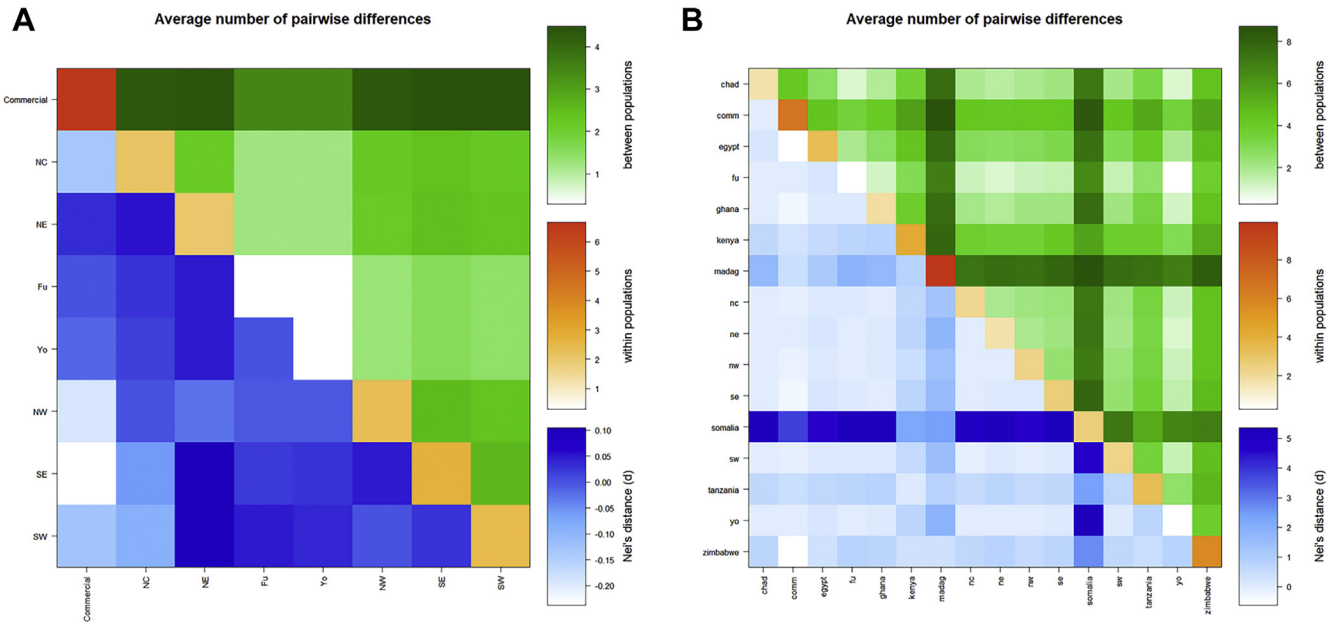 A
Average number of pairwise differences
Commercial
NC
NE
Fu
Yo
NW
SE
SW
Commercial
NC
NE
Fu
Yo
NW
SE
SW
4
3
2
1
between populations
6
5
4
3
2
1
within populations
0.10
0.05
0.00
-0.05
-0.10
-0.15
-0.20
Nei's distance (d)
B
Average number of pairwise differences
chad
comm
egypt
fu
ghana
kenya
madag
nc
ne
nw
se
somalia
sw
tanzania
yo
zimbabwe
chad
comm
egypt
fu
ghana
kenya
madag
nc
ne
nw
se
somalia
sw
tanzania
yo
zimbabwe
8
6
4
2
between populations
8
6
4
2
within populations
5
4
3
2
1
0
Nei's distance (d)